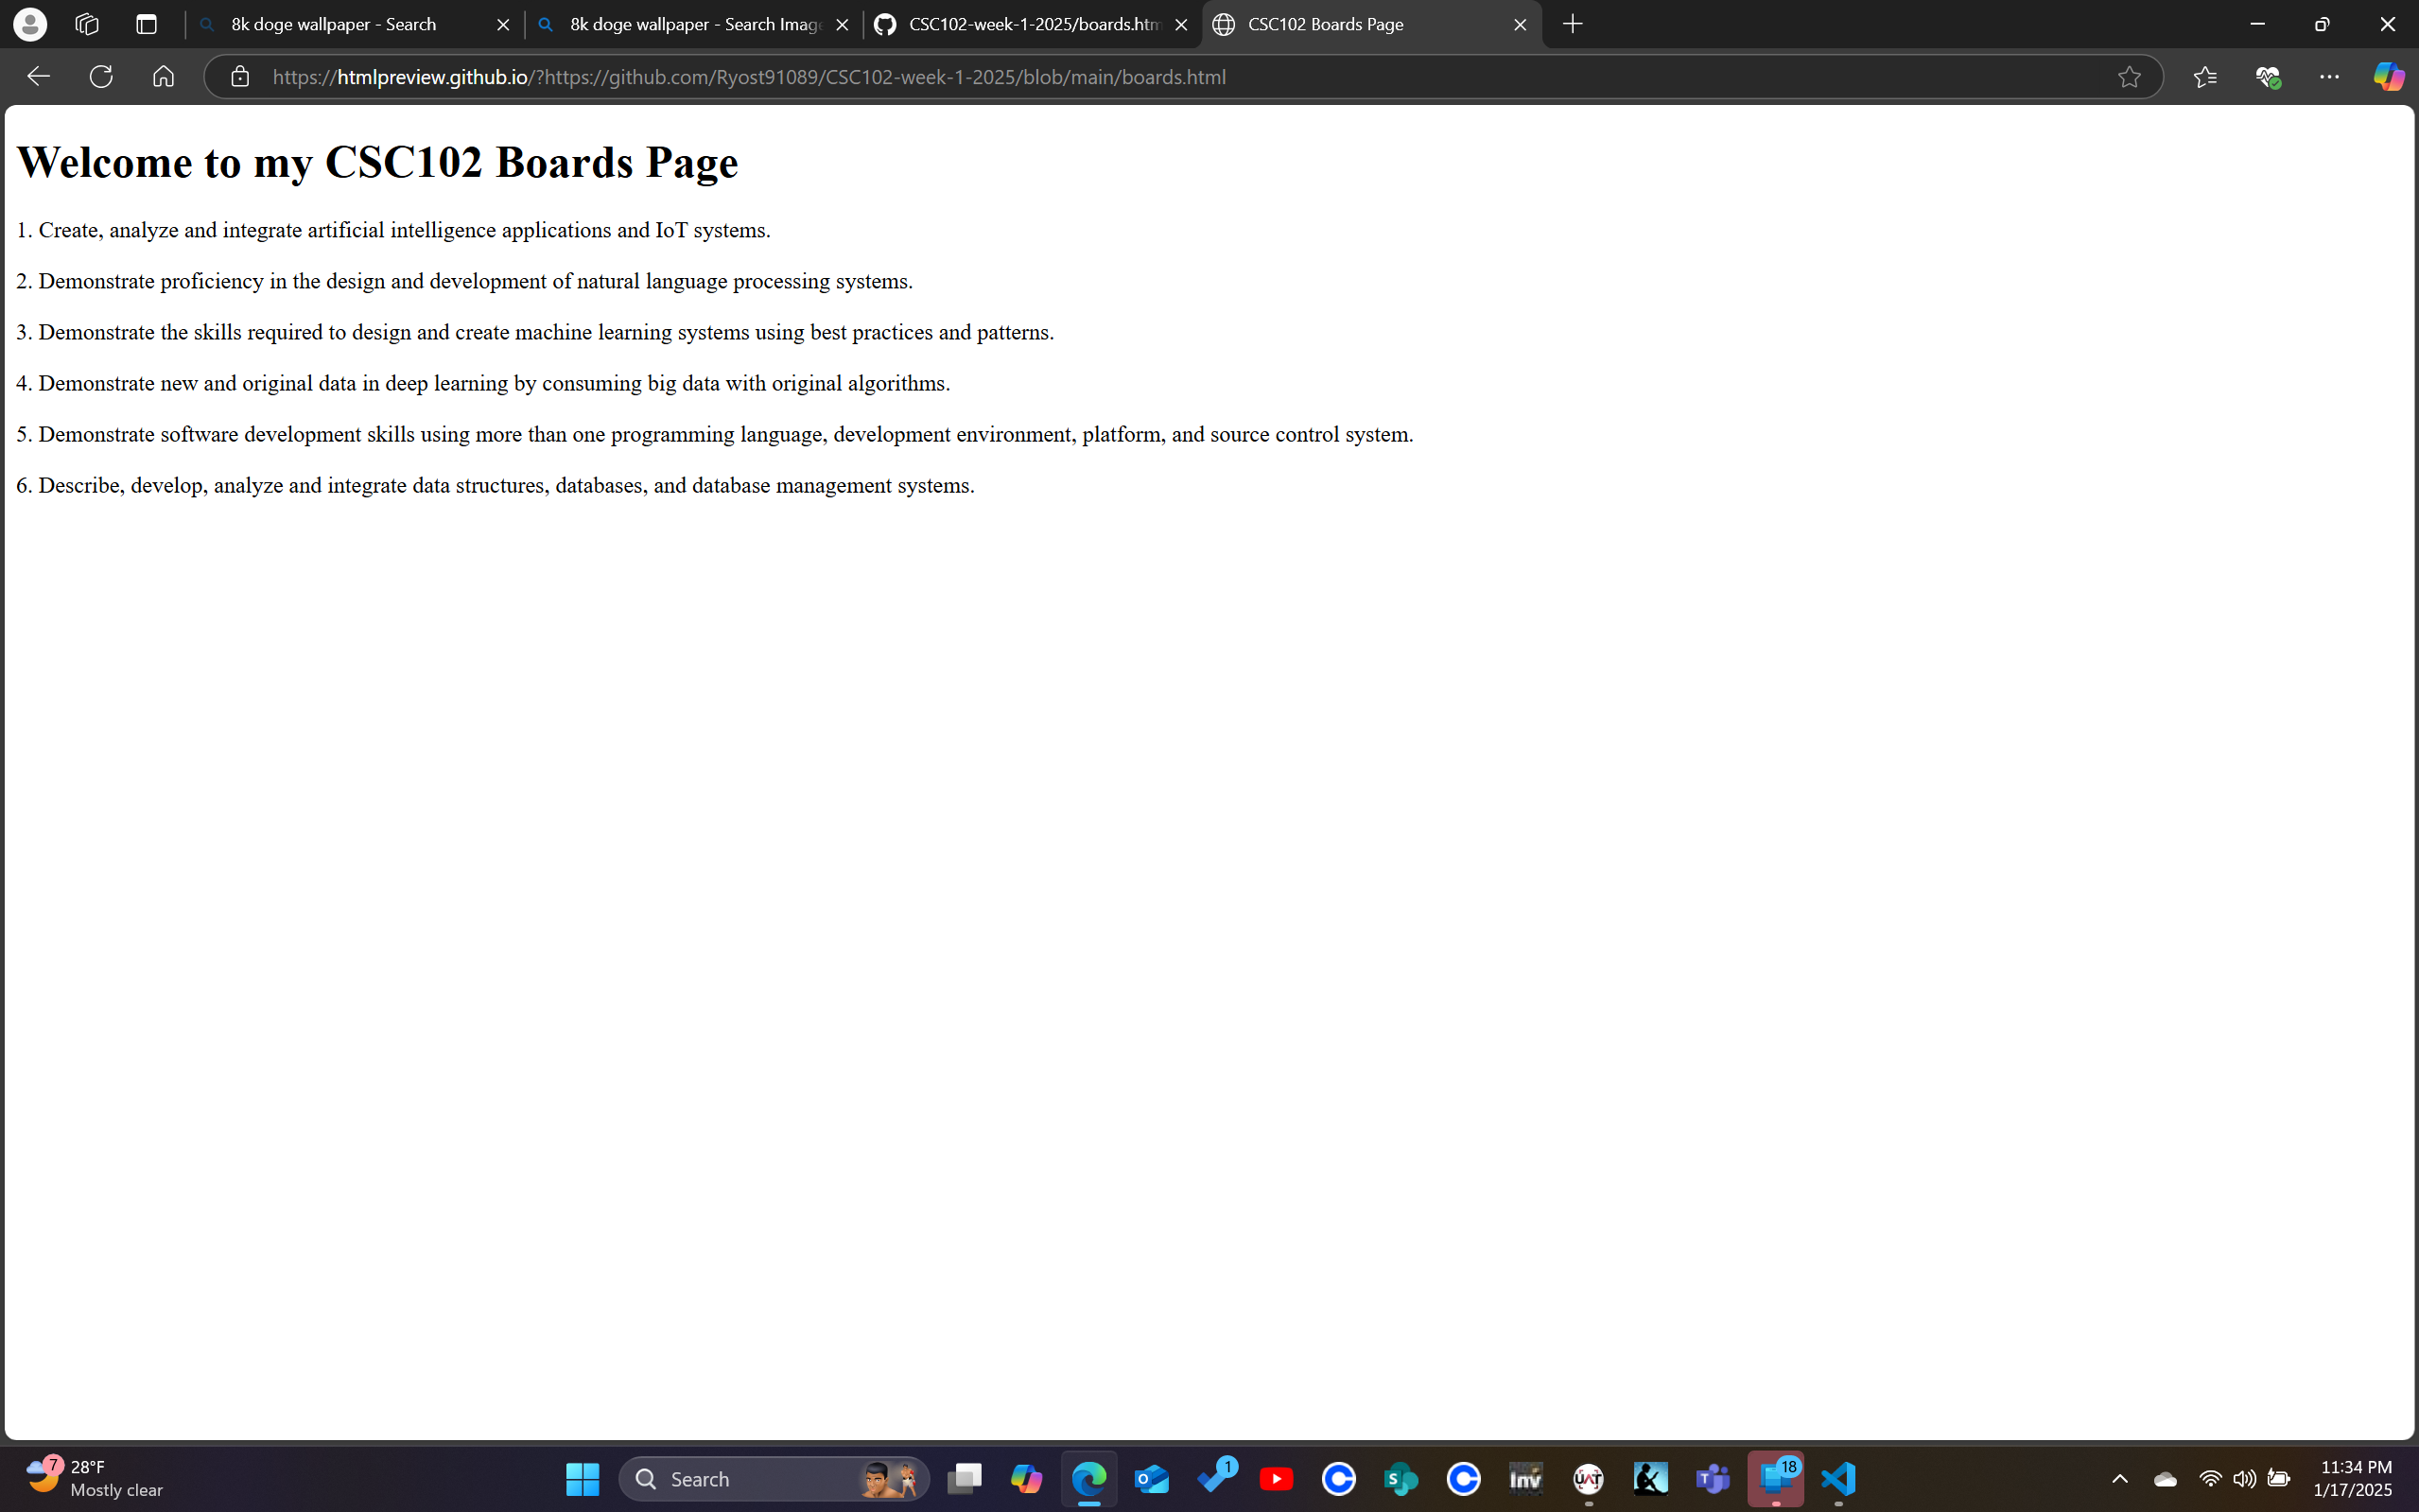 8k doge wallpaper - Search
8k doge wallpaper - Search Image
CSC102-week-1-2025/boards.htm
CSC102 Boards Page
https://htmlpreview.github.io/?https://github.com/Ryost91089/CSC102-week-1-2025/blob/main/boards.html
Welcome to my CSC102 Boards Page
1. Create, analyze and integrate artificial intelligence applications and IoT systems.
2. Demonstrate proficiency in the design and development of natural language processing systems.
3. Demonstrate the skills required to design and create machine learning systems using best practices and patterns.
4. Demonstrate new and original data in deep learning by consuming big data with original algorithms.
5. Demonstrate software development skills using more than one programming language, development environment, platform, and source control system.
6. Describe, develop, analyze and integrate data structures, databases, and database management systems.
7
28°F
Mostly clear
Search
O
1
S
Inv
UAT
T
18
11:34 PM
1/17/2025